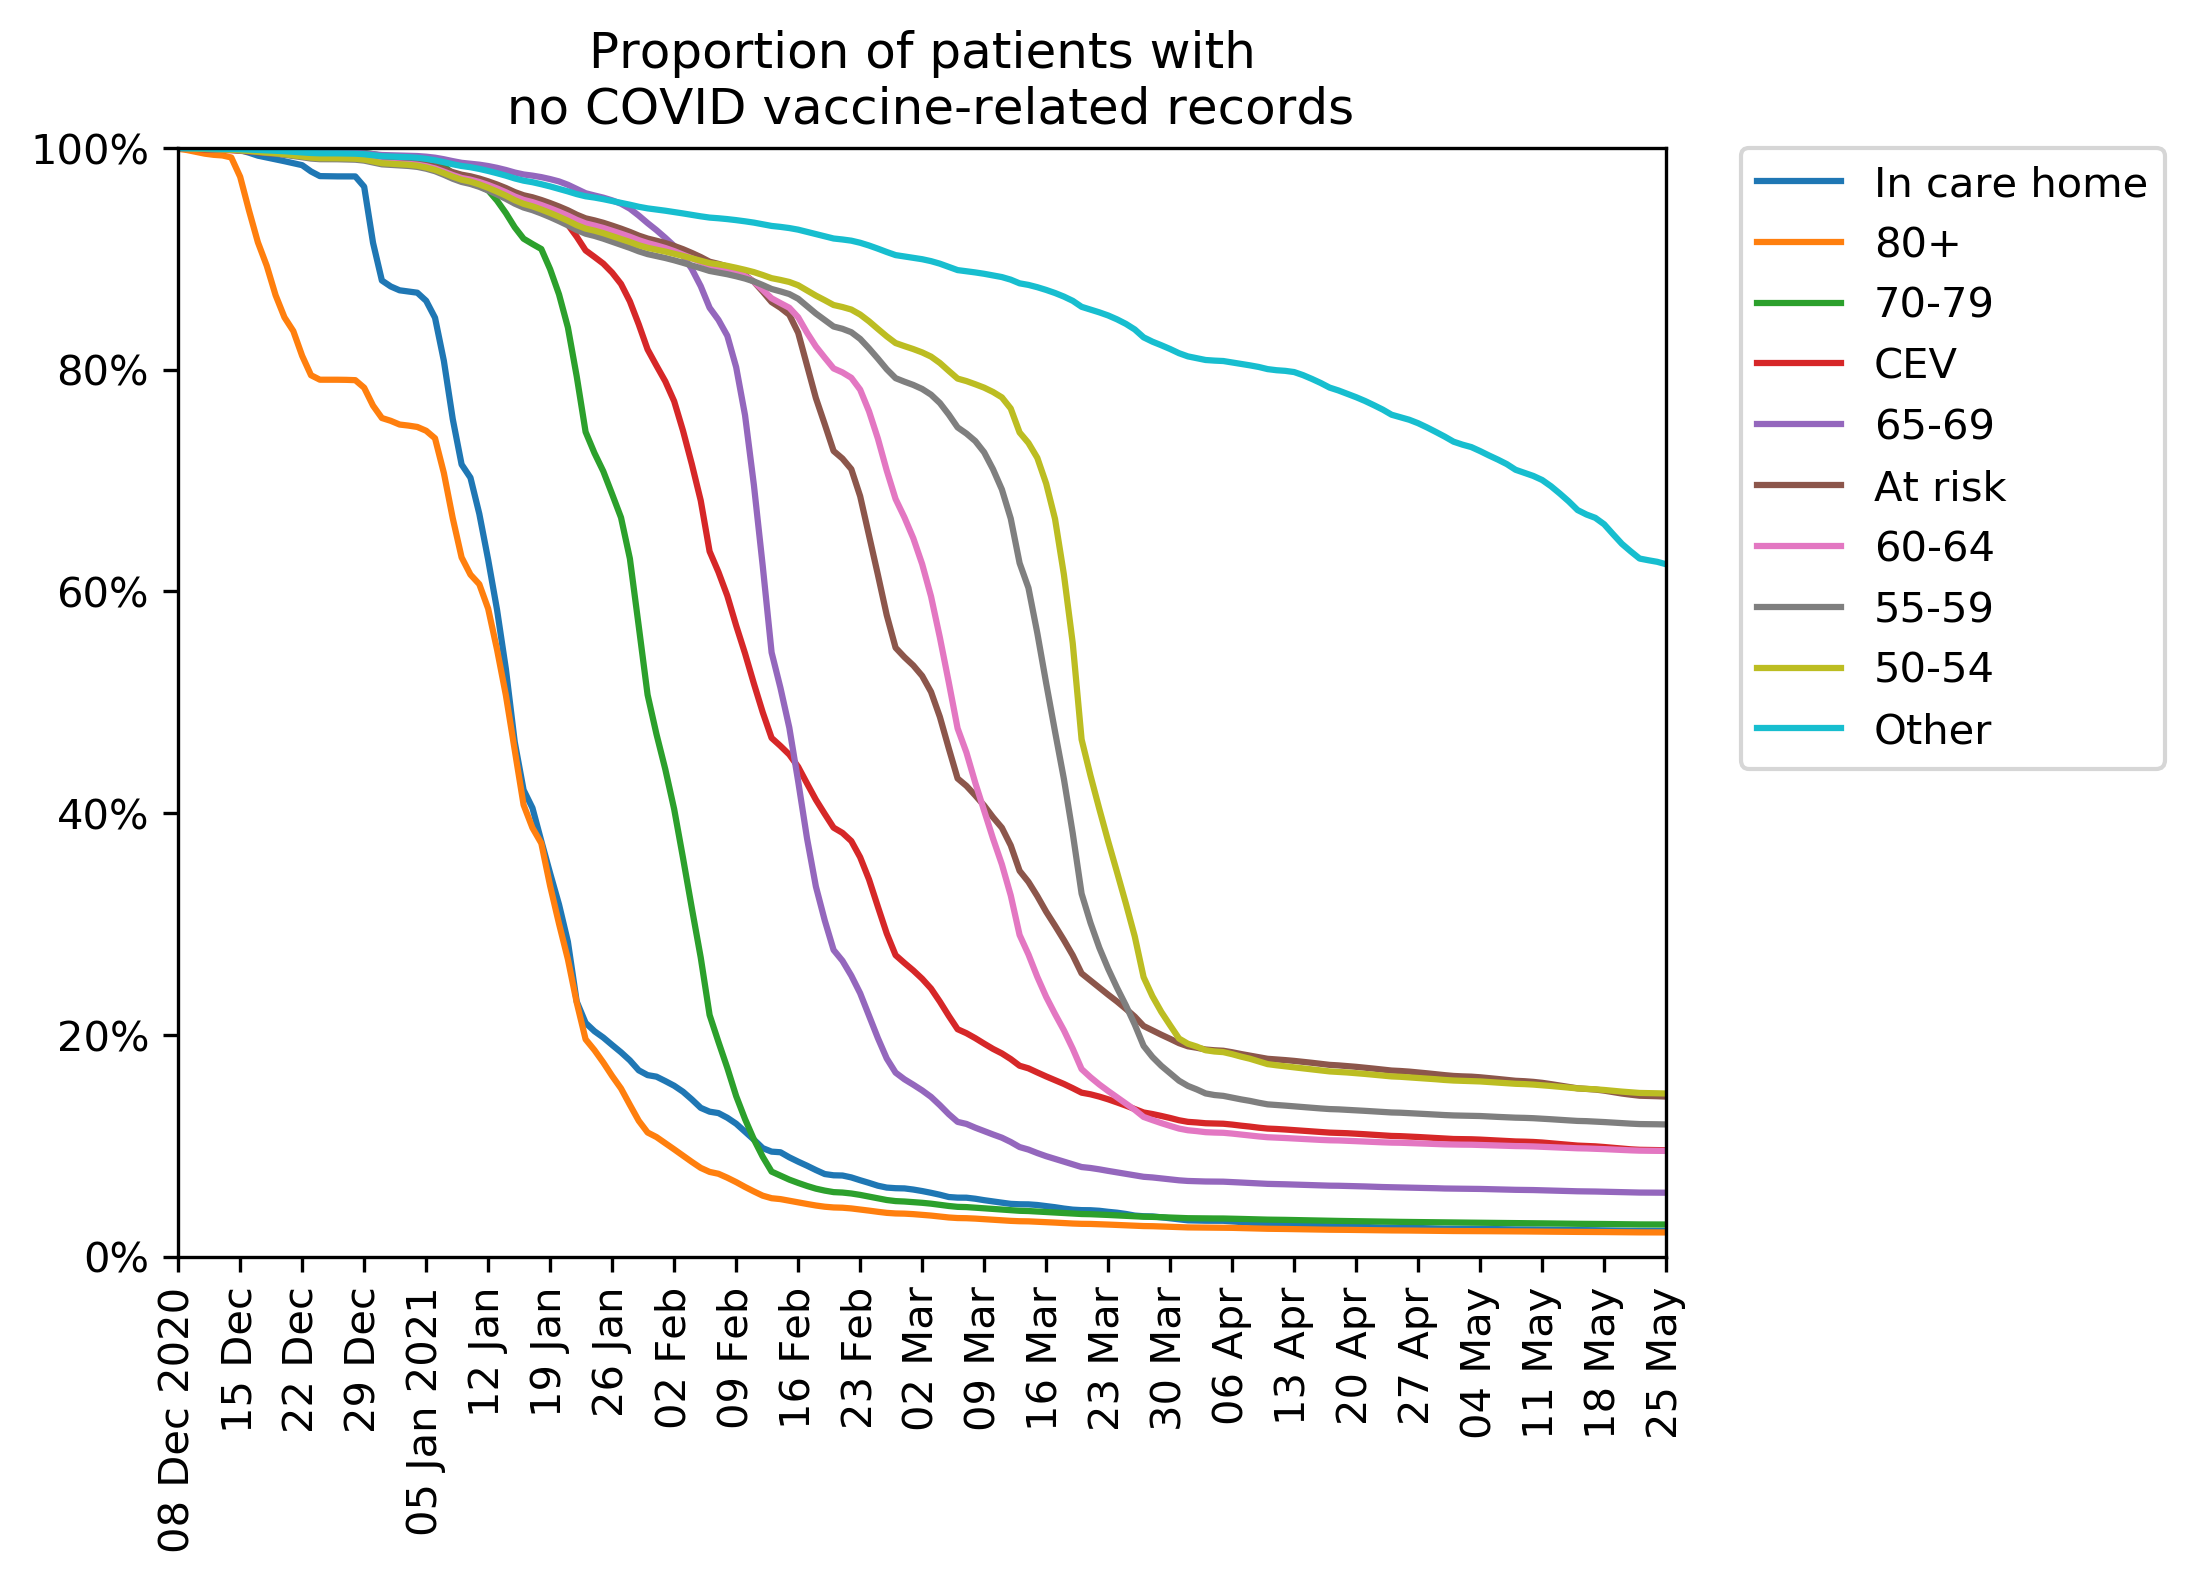 Proportion of patients with
no COVID vaccine-related records
100%
80%
60%
40%
20%
0%
08 Dec 2020
15 Dec
22 Dec
29 Dec
05 Jan 2021
12 Jan
19 Jan
26 Jan
02 Feb
09 Feb
16 Feb
23 Feb
02 Mar
09 Mar
16 Mar
23 Mar
30 Mar
06 Apr
13 Apr
20 Apr
27 Apr
04 May
11 May
18 May
25 May
In care home
80+
70-79
CEV
65-69
At risk
60-64
55-59
50-54
Other